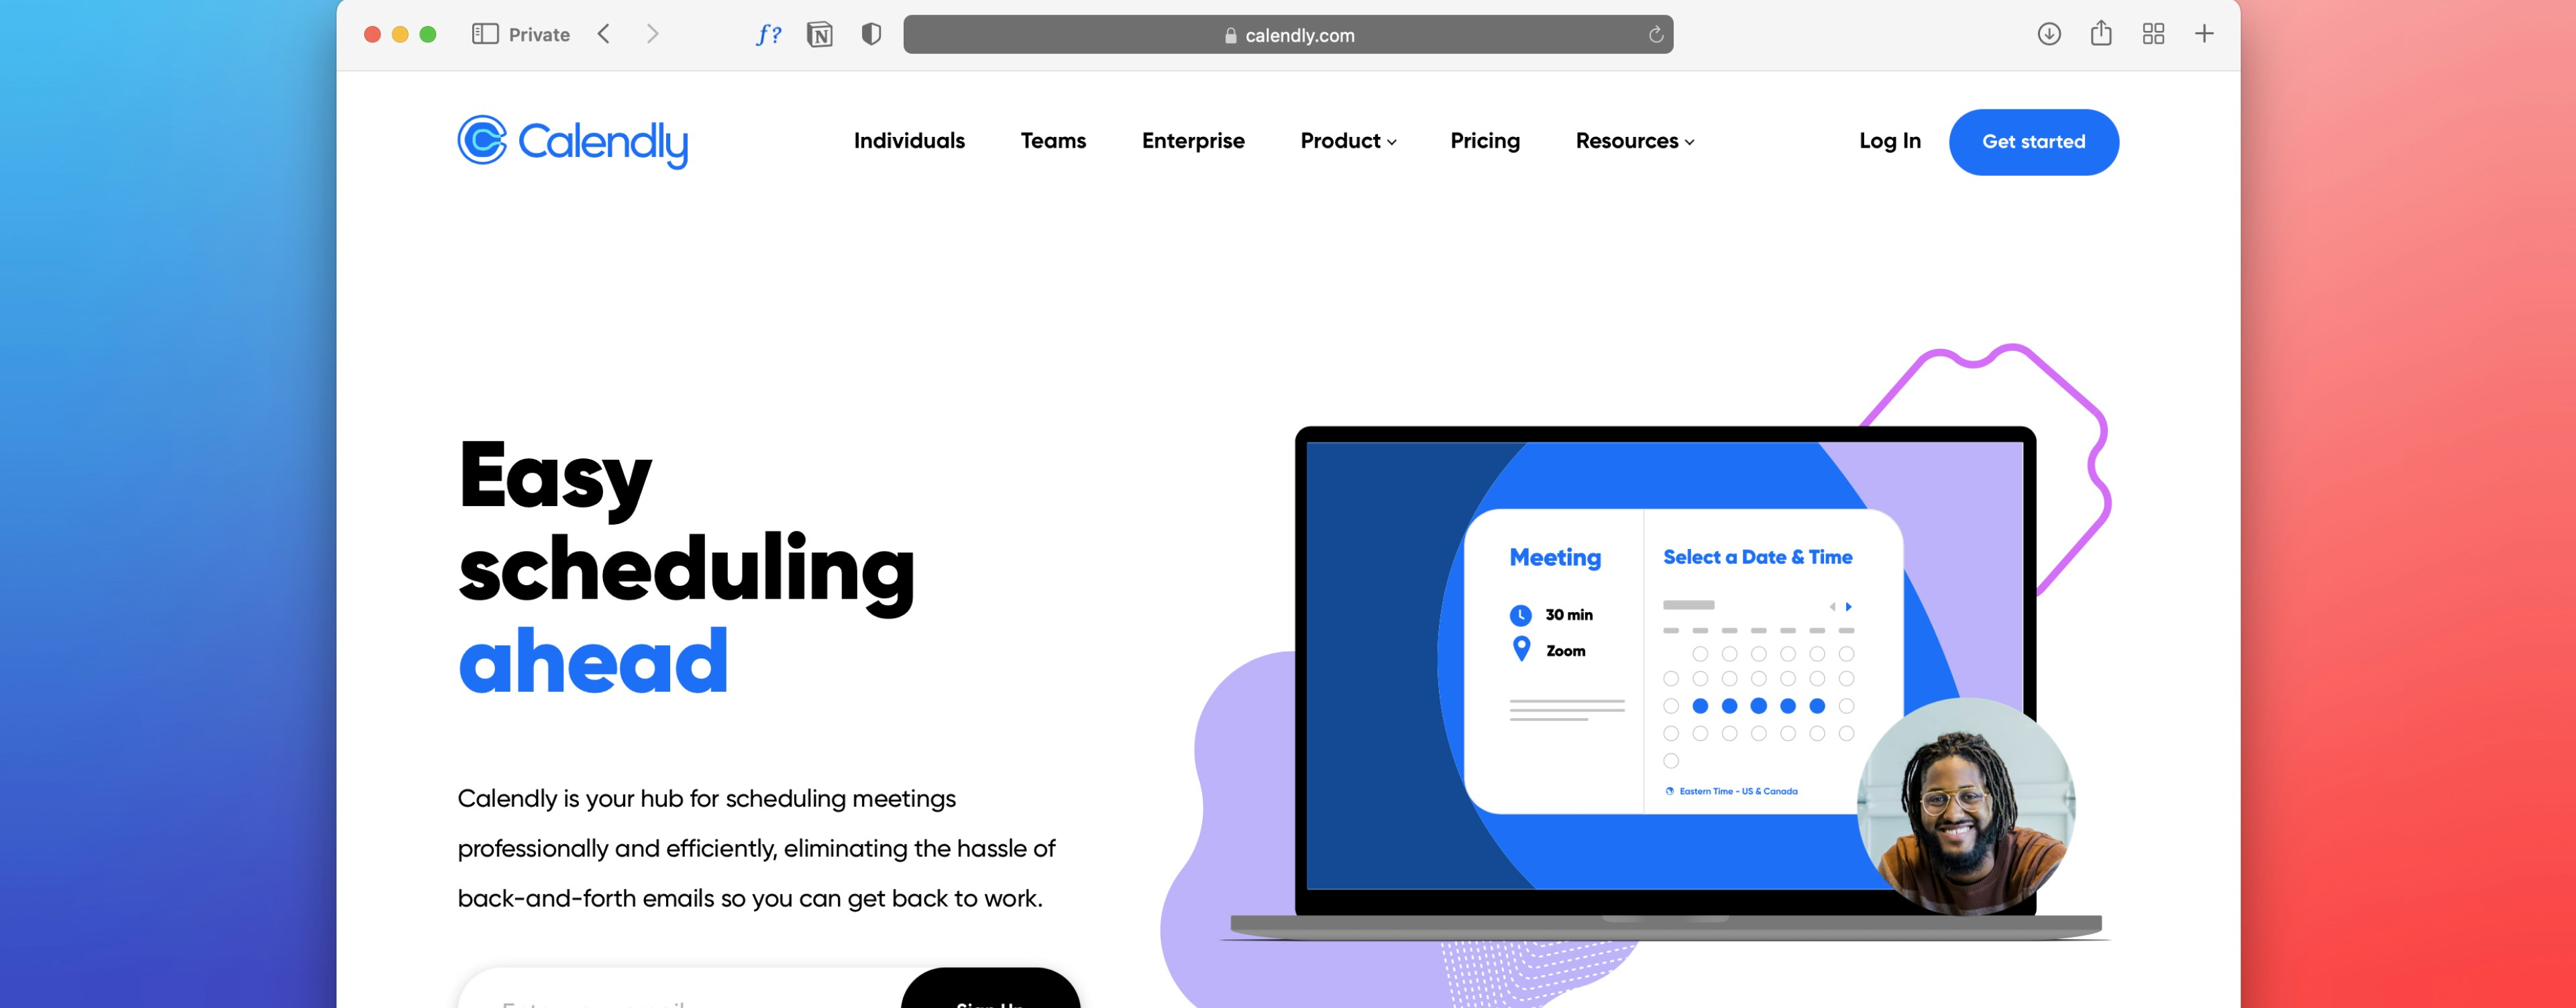 Private
f?
N
calendly.com
Calendly
Individuals Teams Enterprise Product Pricing Resources Log In Get started
Easy
scheduling
ahead
Calendly is your hub for scheduling meetings
professionally and efficiently, eliminating the hassle of
back-and-forth emails so you can get back to work.
Sign Up
Meeting
30 min
Zoom
Select a Date & Time
Eastern Time - US & Canada